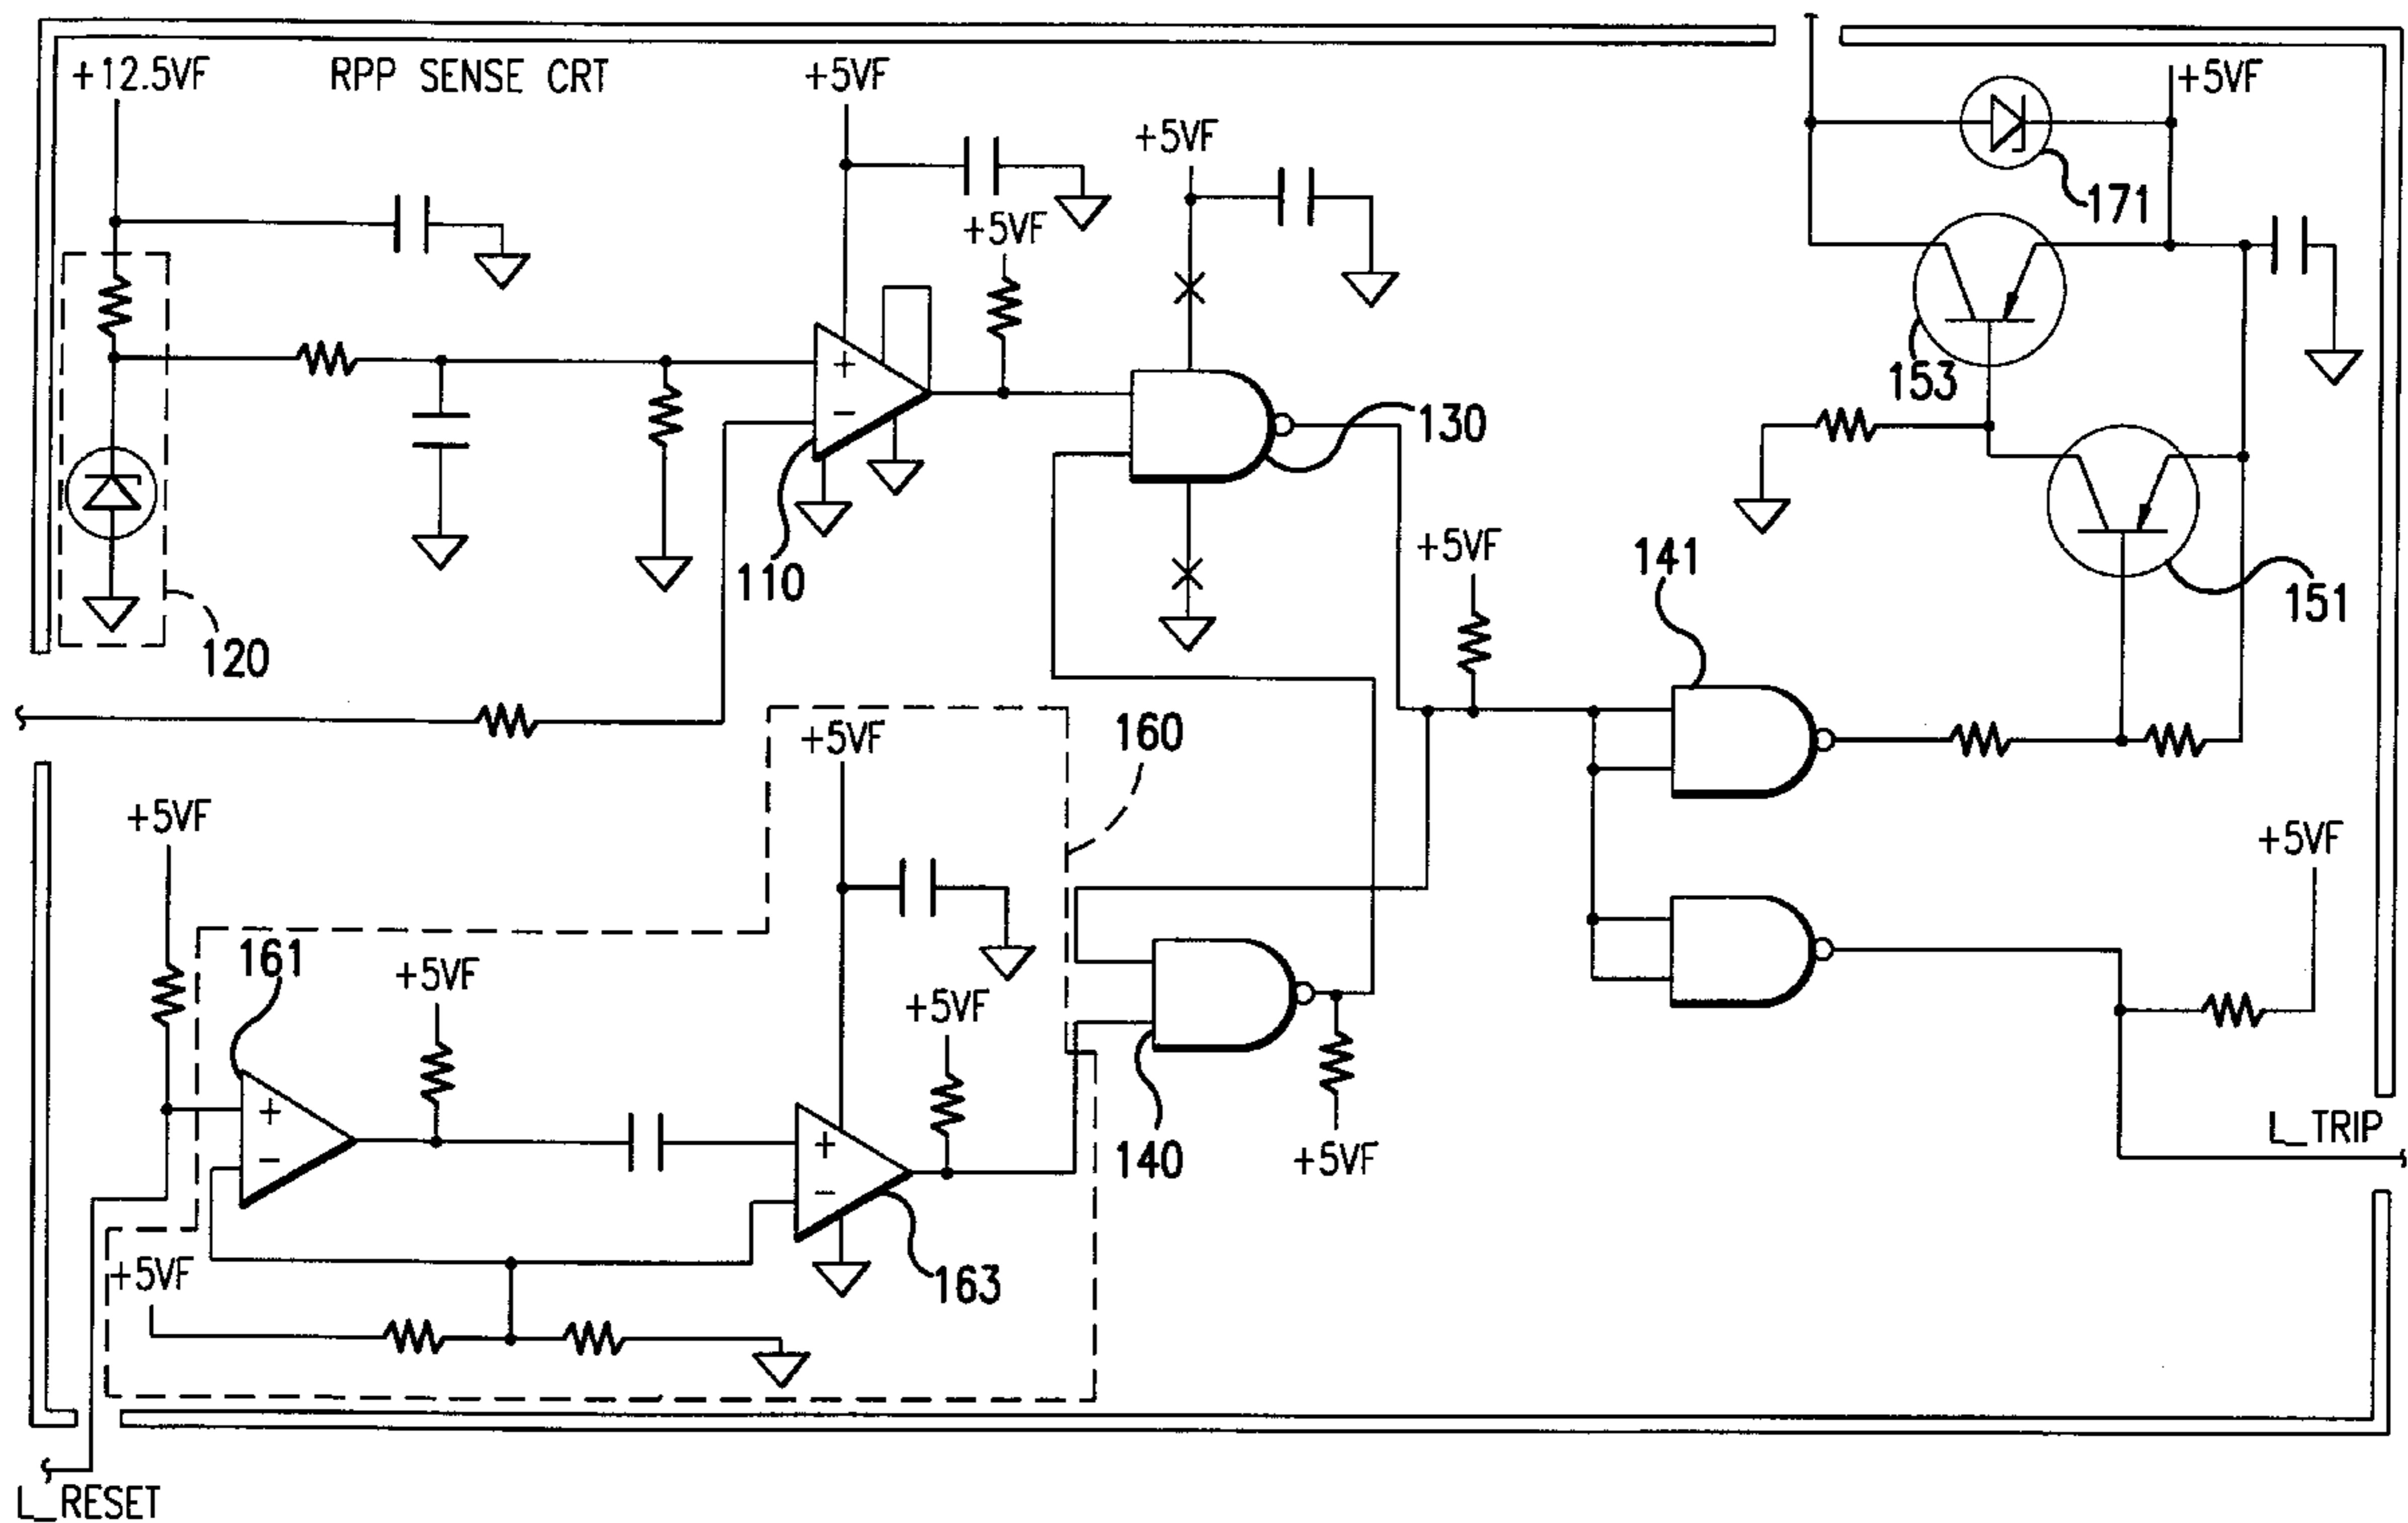 +12.5VF
RPP SENSE CRT
+5VF
+5VF
+5VF
+5VF
171
153
+
−
110
130
120
+5VF
141
151
+5VF
160
+5VF
+5VF
161
+5VF
+5VF
+
−
+
−
140
+5VF
L_TRIP
+5VF
163
L_RESET